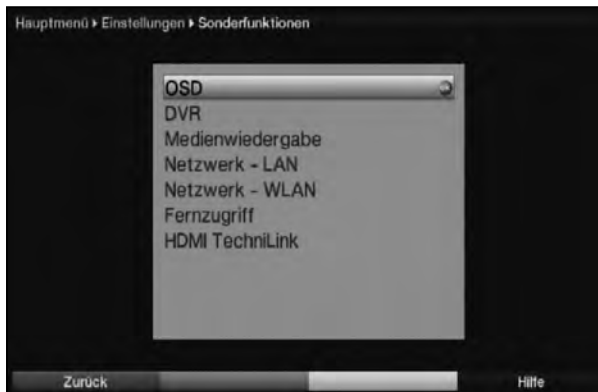 Hauptmenü ▸ Einstellungen ▸ Sonderfunktionen
OSD
DVR
Medienwiedergabe
Netzwerk - LAN
Netzwerk - WLAN
Fernzugriff
HDMI TechniLink
Zurück Hilfe